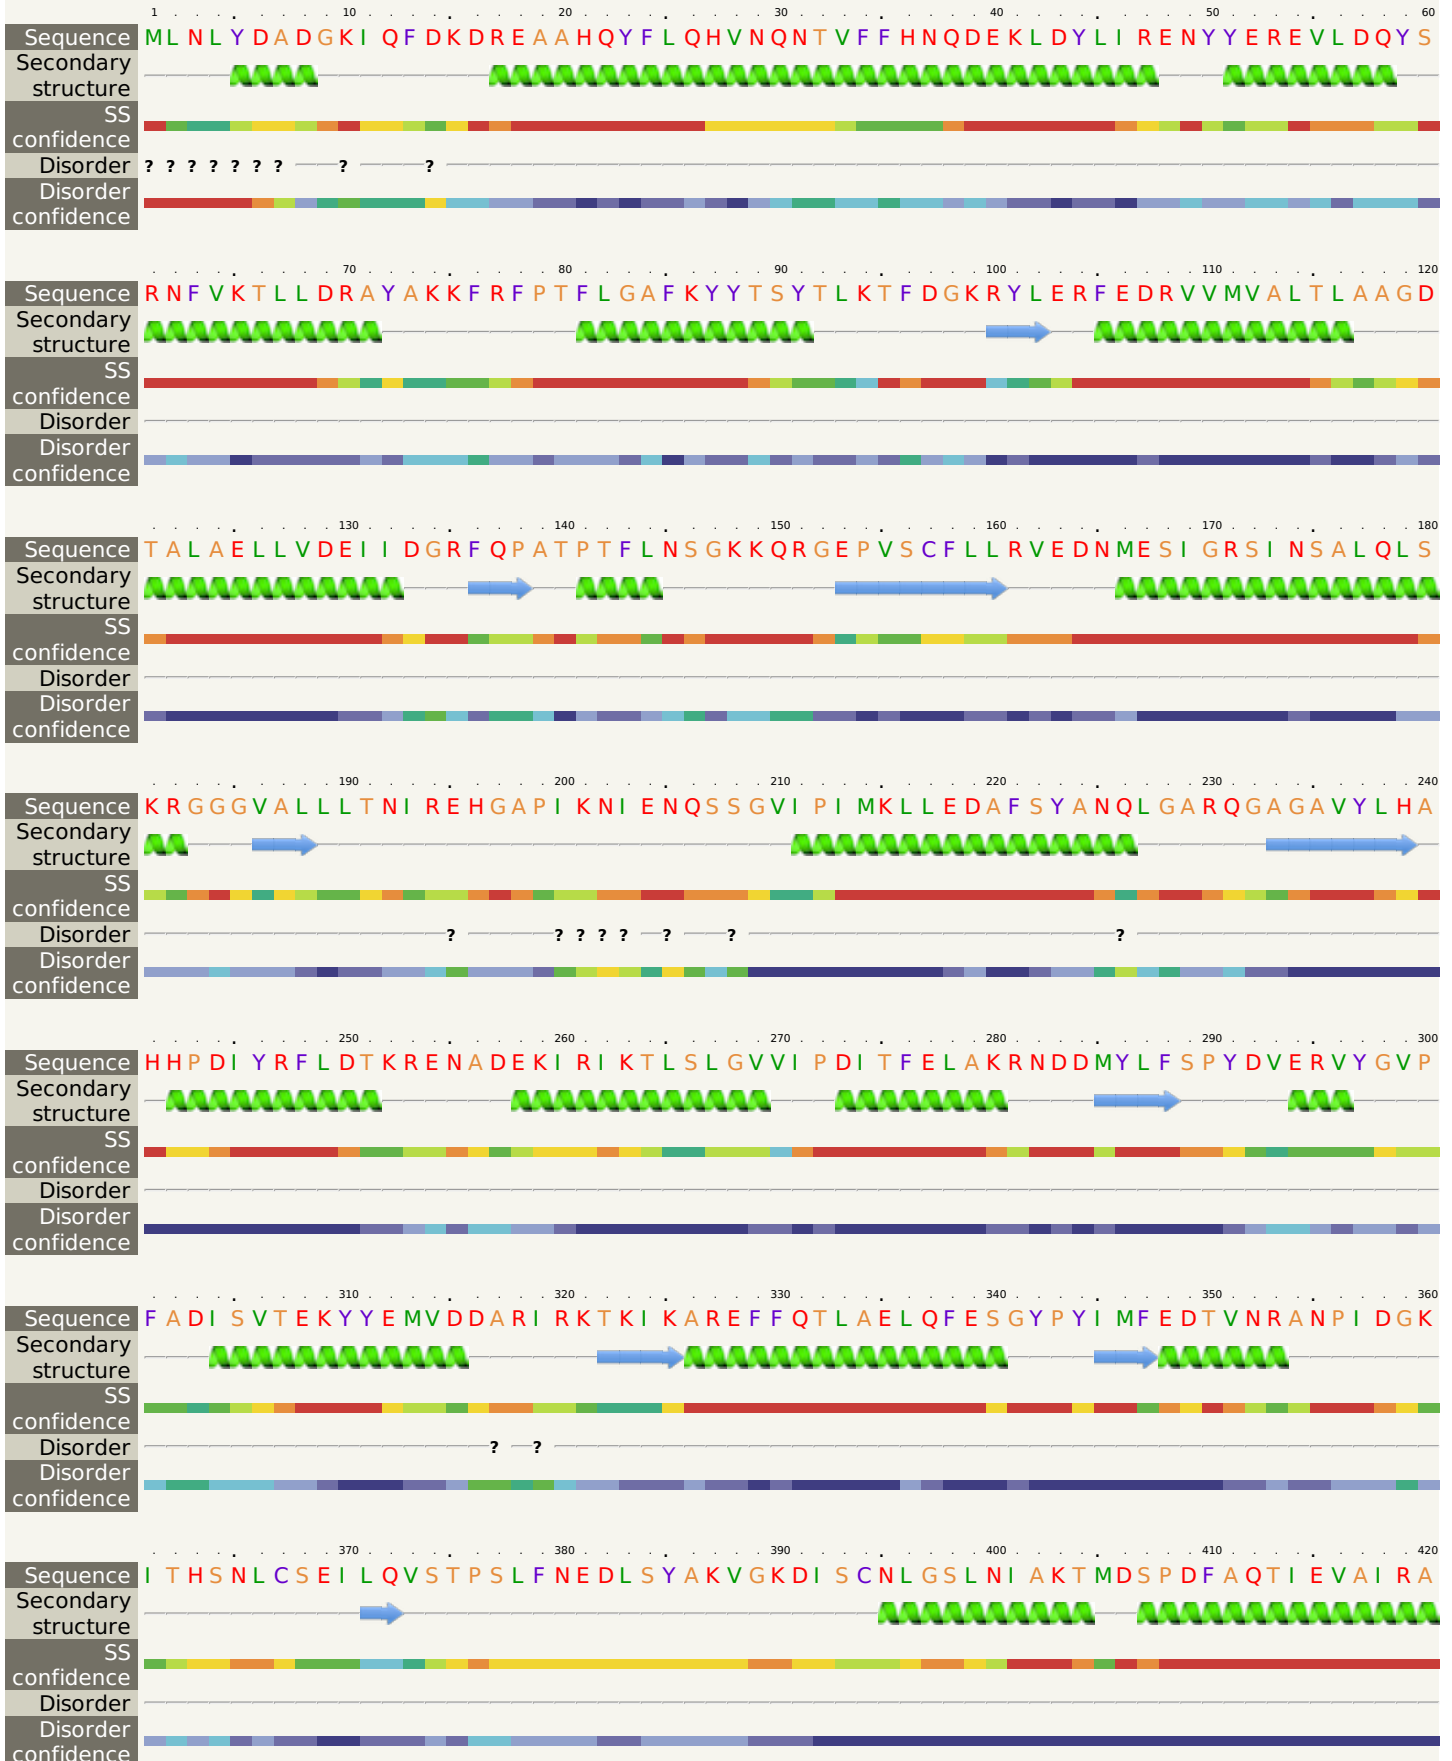 1 10 20 30 40 50 60
Sequence MLNLYDADGKIQFDKDREAAHQYFLQHVNQNTVFFHNQDEKLDYLIRENYYEREVLDQYS
Secondary
structure
SS
confidence
Disorder ? ? ? ? ? ? ? ? ?
Disorder
confidence
70 80 90 100 110 120
Sequence RNFVKTLLDRAYAKKFRFPTFLGAFKYYTSYTLKTFDGKRYLERFEDRVVMVALTLAAGD
Secondary
structure
SS
confidence
Disorder
Disorder
confidence
130 140 150 160 170 180
Sequence TALAELLVDEIIDGRFQPATPTFLNSGKKQRGEPVSCFLLRVEDNMESIGRSINSALQLS
Secondary
structure
SS
confidence
Disorder
Disorder
confidence
190 200 210 220 230 240
Sequence KRGGGVALLLTNIREHGAPIKNIENQSSGVIPIMKLLEDAFSYANQLGARQGAGAVYLHA
Secondary
structure
SS
confidence
Disorder ? ? ? ? ? ? ? ?
Disorder
confidence
250 260 270 280 290 300
Sequence HHPDIYRFLDTKRENADEKIRIKTLSLGVVIPDITFELAKRNDDMYLFSPYDVERVYGVP
Secondary
structure
SS
confidence
Disorder
Disorder
confidence
310 320 330 340 350 360
Sequence FADISVTEKYYEMVDDARIRKTKIKAREFFQTLAELQFESGYPYIMFEDTVNRANPIDGK
Secondary
structure
SS
confidence
Disorder ? ?
Disorder
confidence
370 380 390 400 410 420
Sequence ITHSNLCSEILQVSTPSLFNEDLSYAKVGKDISCNLGSLNIAKTMDSPDFAQTIEVAIRA
Secondary
structure
SS
confidence
Disorder
Disorder
confidence